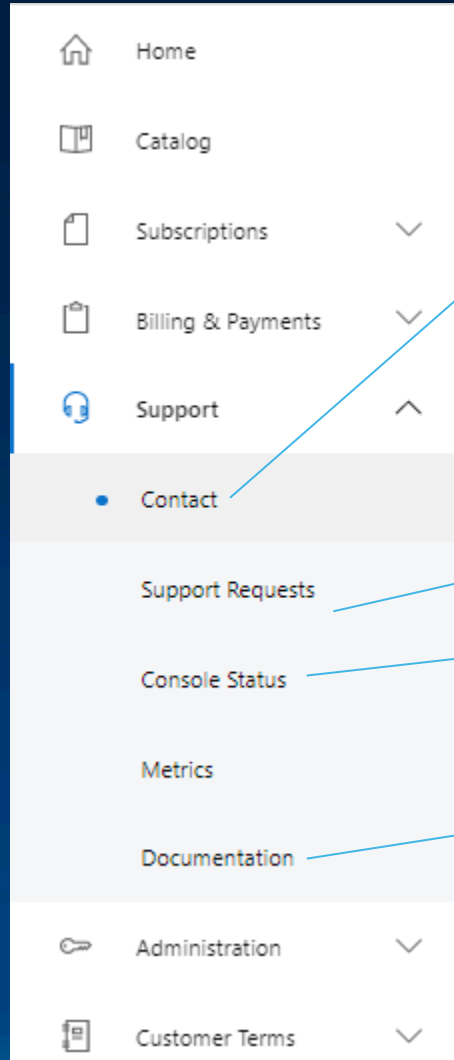 Home
Catalog
Subscriptions
Billing & Payments
Support
Contact
Support Requests
Console Status
Metrics
Documentation
Administration
Customer Terms